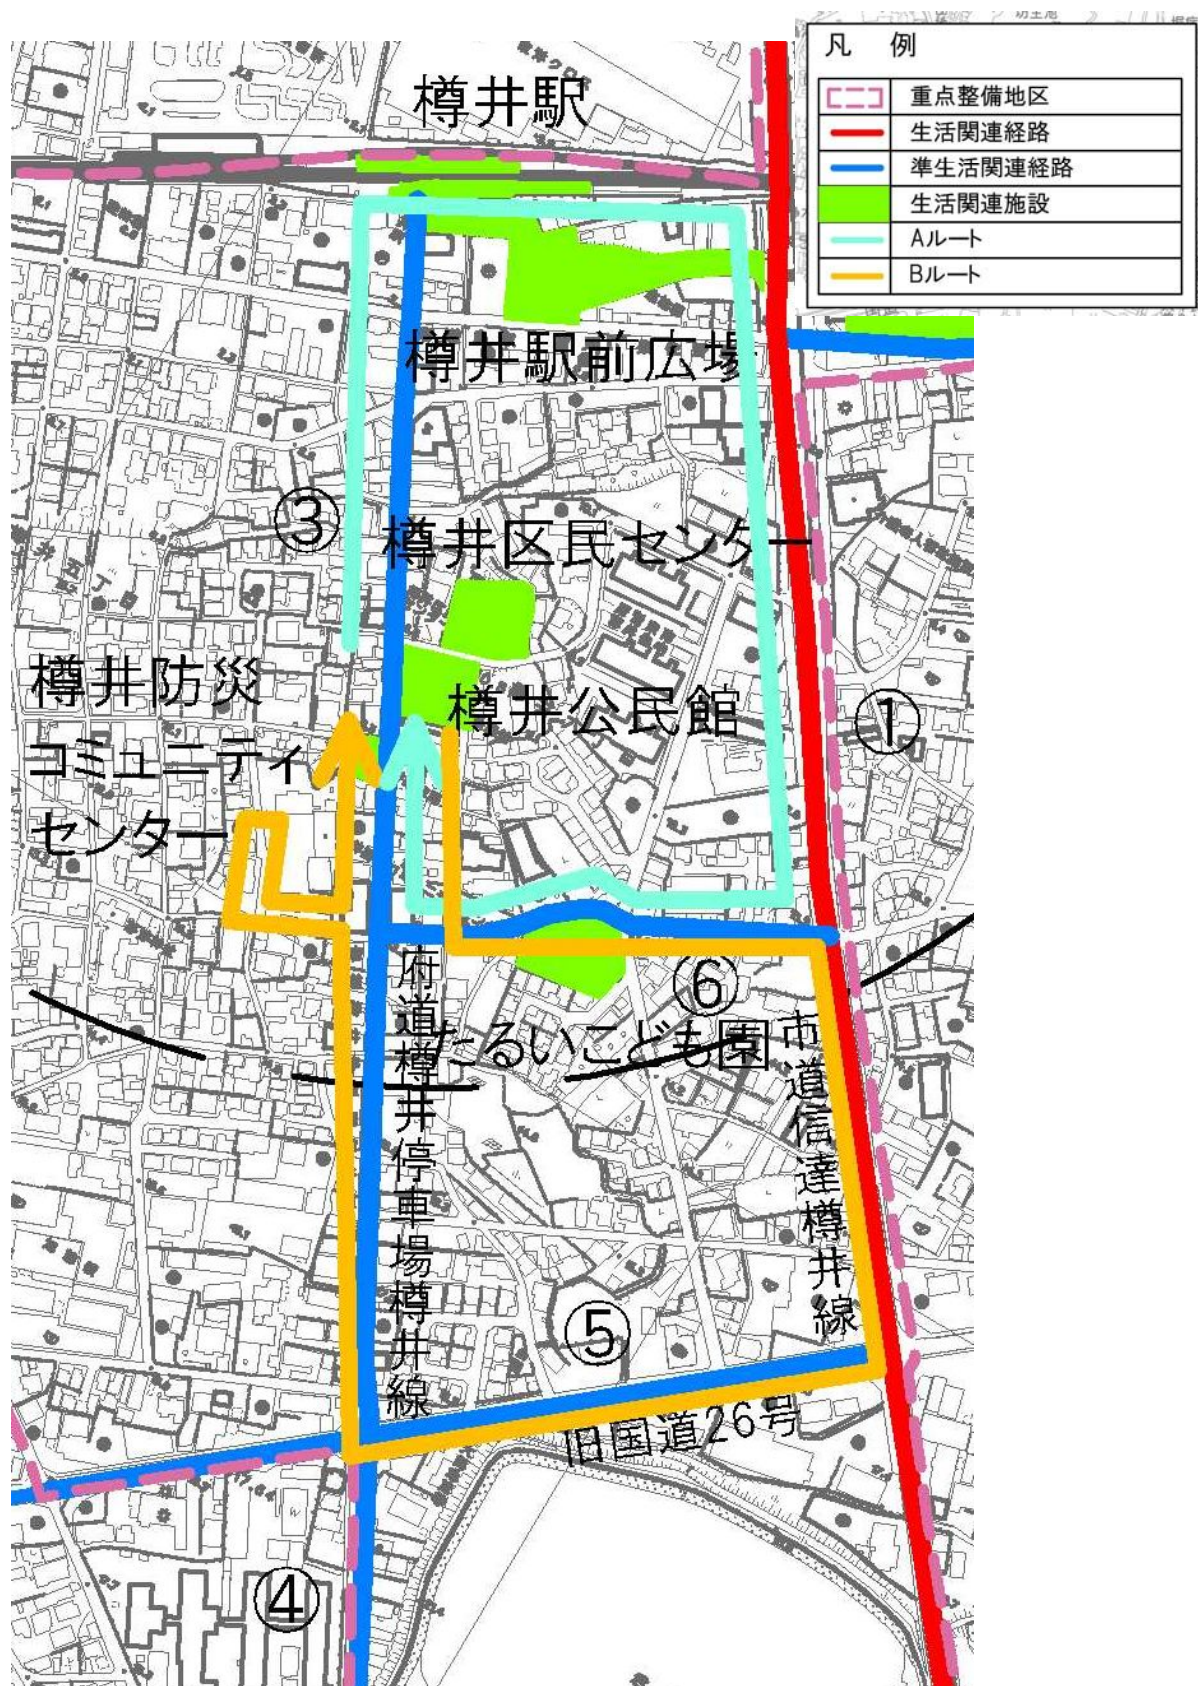 凡 例
重点整備地区
生活関連経路
準生活関連経路
生活関連施設
Aルート
Bルート
樽井駅
樽井駅前広場
③
樽井区民センター
樽井防災
コミュニティ
センター
樽井公民館
①
⑥
たるいこども園
府道樽井停車場樽井線
市道信達樽井線
⑤
旧国道26号
④